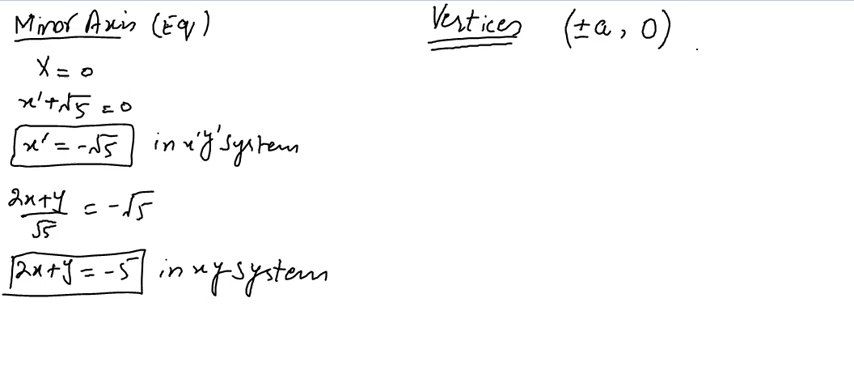 Minor Axis (Eq)
X = 0
x' + √5 = 0
x' = -√5 in x'y' system
2x+y/√5 = -√5
2x+y = -5 in xy system
Vertices (±a, 0)